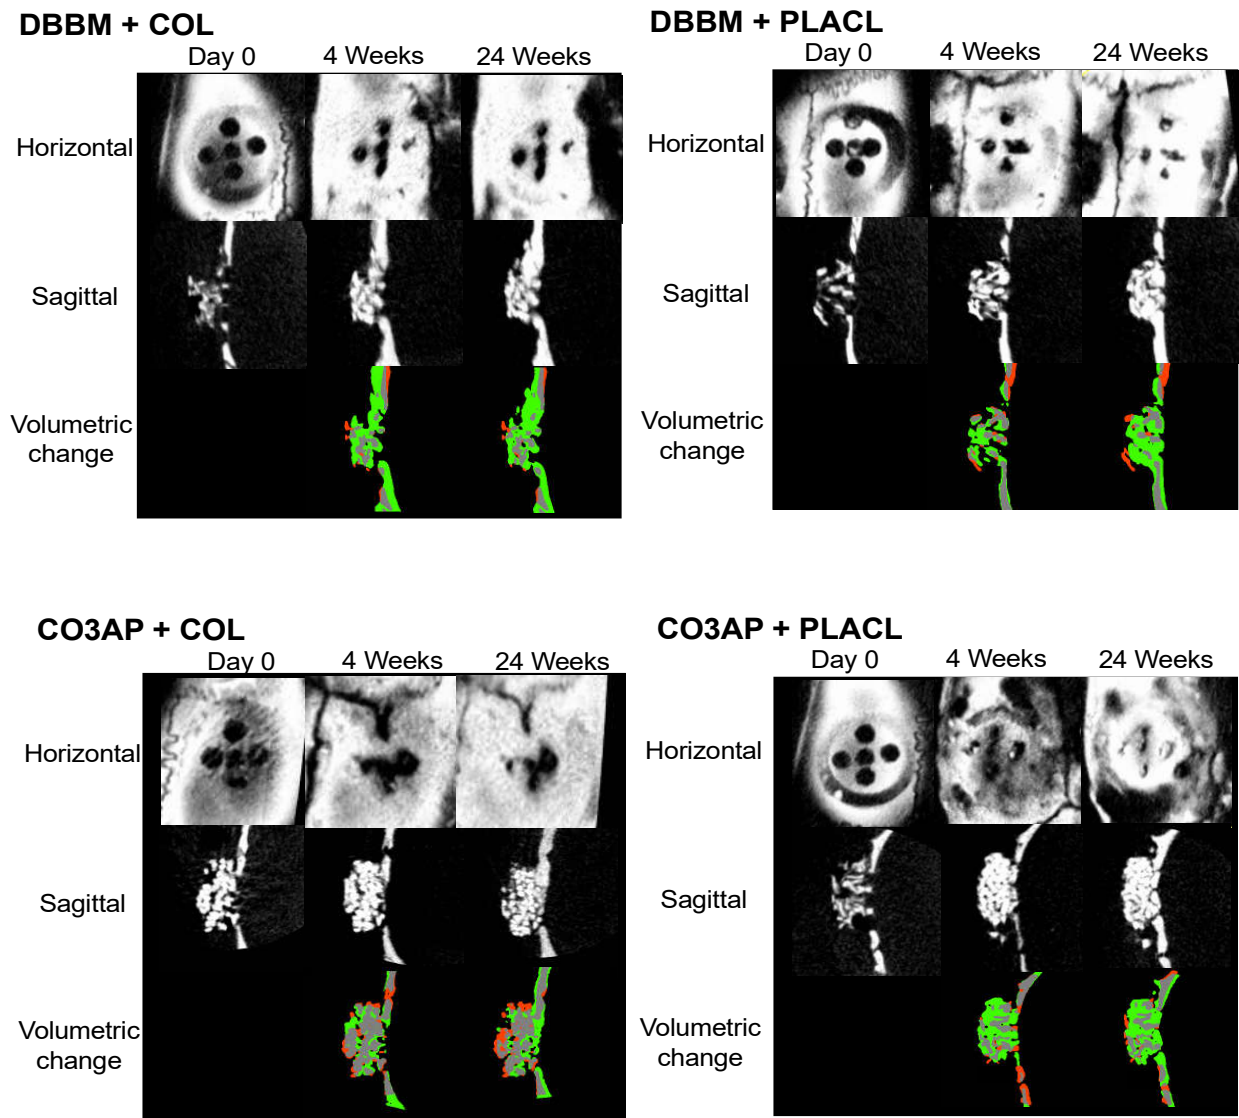 DBBM + COL
Day 0 4 Weeks 24 Weeks
Horizontal
Sagittal
Volumetric
change
DBBM + PLACL
Day 0 4 Weeks 24 Weeks
Horizontal
Sagittal
Volumetric
change
CO3AP + COL
Day 0 4 Weeks 24 Weeks
Horizontal
Sagittal
Volumetric
change
CO3AP + PLACL
Day 0 4 Weeks 24 Weeks
Horizontal
Sagittal
Volumetric
change